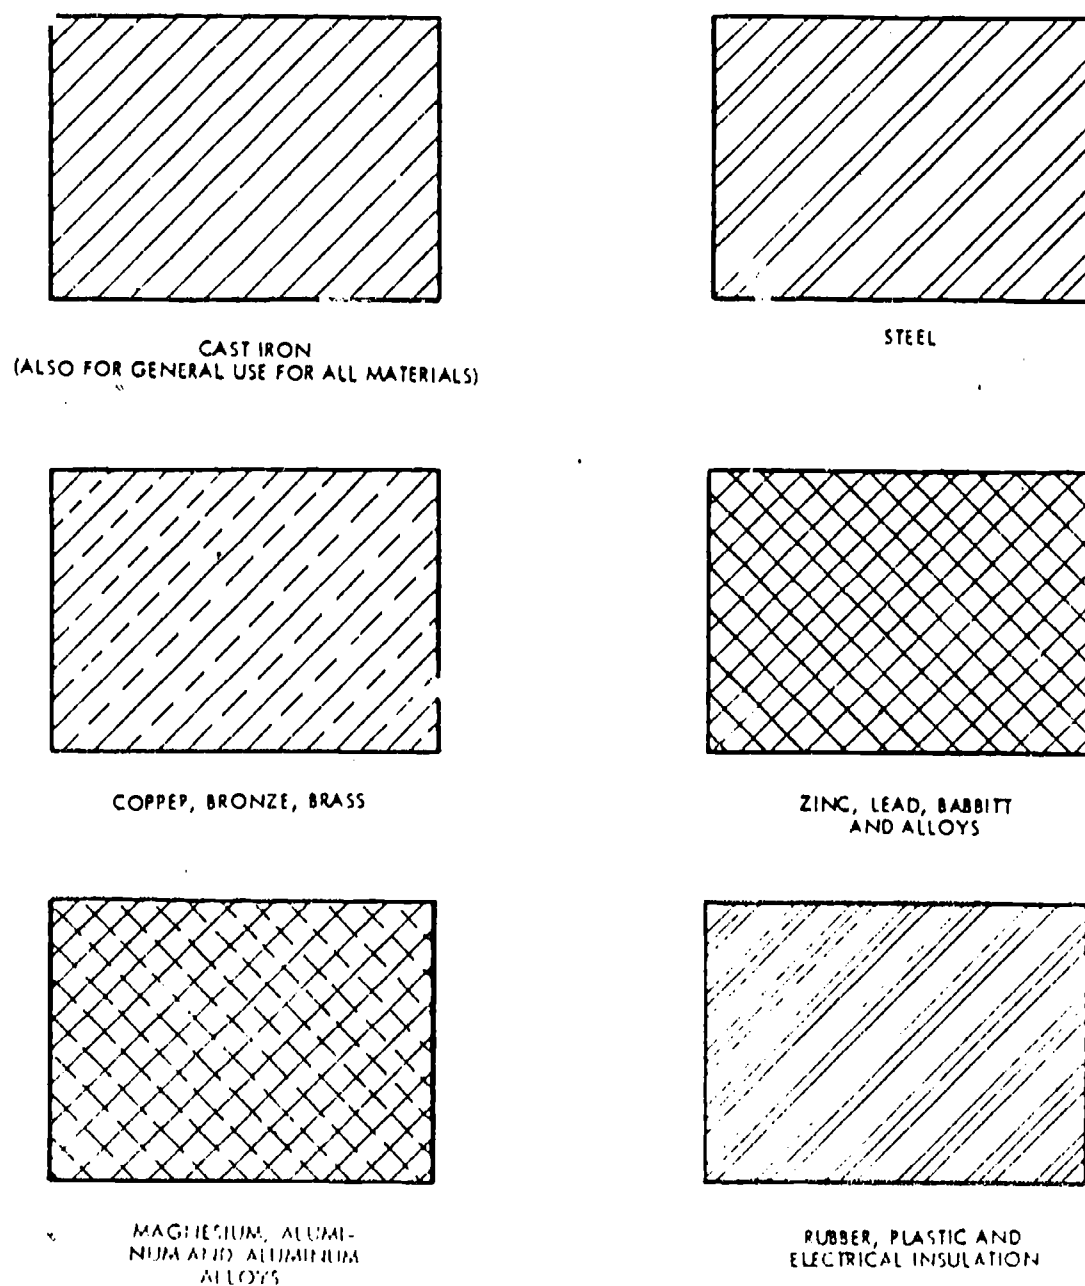 CAST IRON
(ALSO FOR GENERAL USE FOR ALL MATERIALS)
STEEL
COPPEP, BRONZE, BRASS
ZINC, LEAD, BABBITT
AND ALLOYS
MAGNESIUM, ALUMI-
NUM AND ALUMINUM
ALLOYS
RUBBER, PLASTIC AND
ELECTRICAL INSULATION